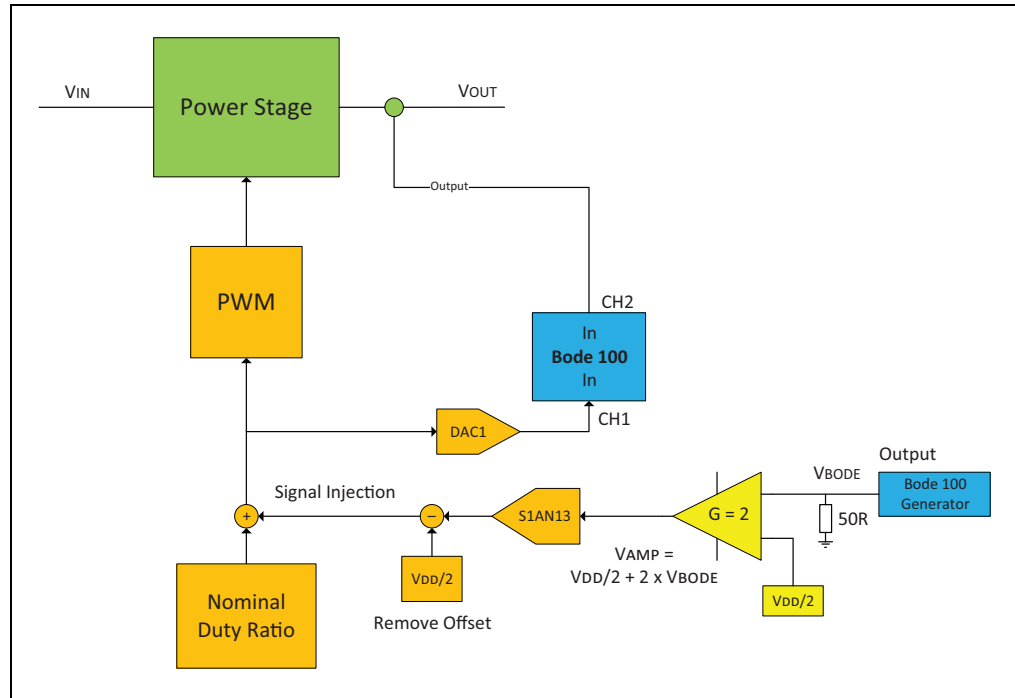 VIN
Power Stage
VOUT
Output
PWM
CH2
In
Bode 100
In
CH1
DAC1
Output
VBODE
Bode 100
Generator
Signal Injection
S1AN13
G = 2
50R
+
−
VAMP =
VDD/2 + 2 x VBODE
VDD/2
VDD/2
Nominal
Duty Ratio
Remove Offset